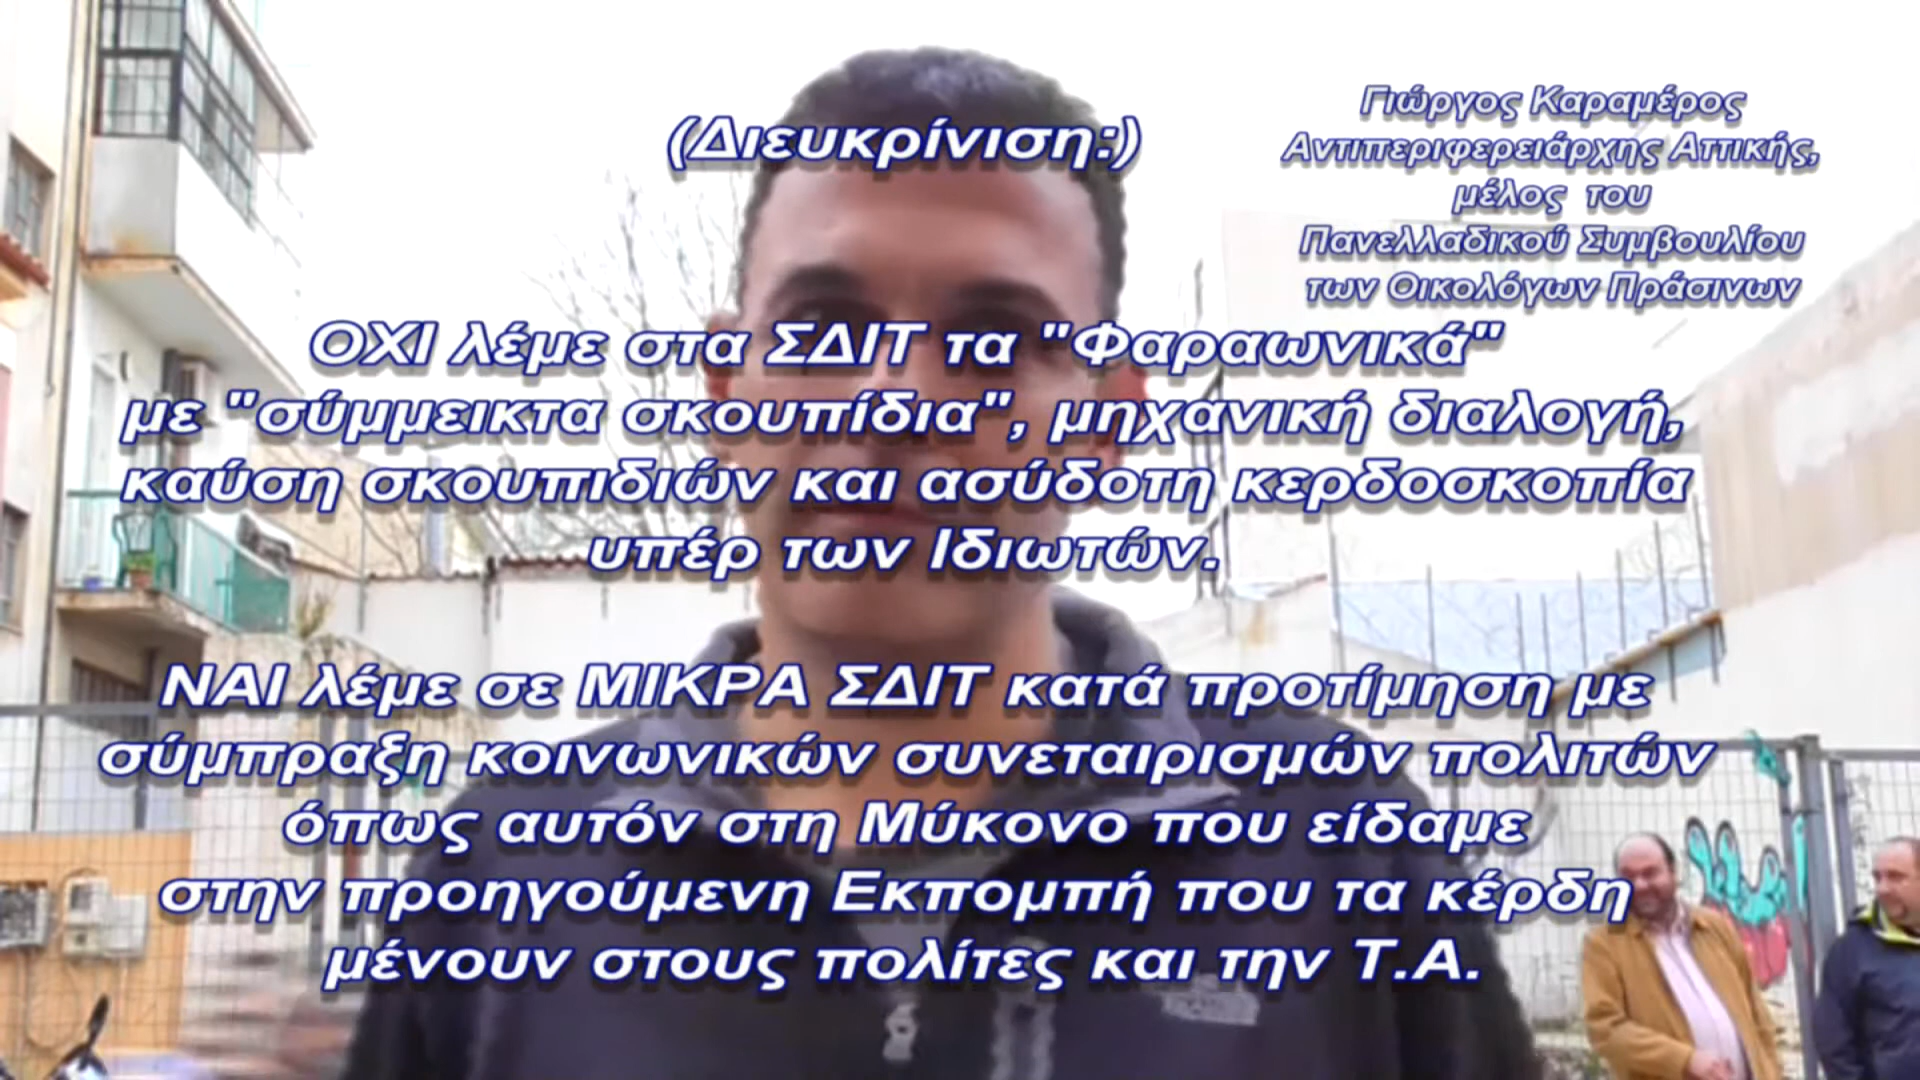 (Διευκρίνιση:)
Γιώργος Καραμέρος
Αντιπεριφερειάρχης Αττικής,
μέλος του
Πανελλαδικού Συμβουλίου
των Οικολόγων Πράσινων
ΟΧΙ λέμε στα ΣΔΙΤ τα "Φαραωνικά"
με "σύμμεικτα σκουπίδια", μηχανική διαλογή,
καύση σκουπιδιών και ασύδοτη κερδοσκοπία
υπέρ των Ιδιωτών.
ΝΑΙ λέμε σε ΜΙΚΡΑ ΣΔΙΤ κατά προτίμηση με
σύμπραξη κοινωνικών συνεταιρισμών πολιτών
όπως αυτόν στη Μύκονο που είδαμε
στην προηγούμενη Εκπομπή που τα κέρδη
μένουν στους πολίτες και την Τ.Α.